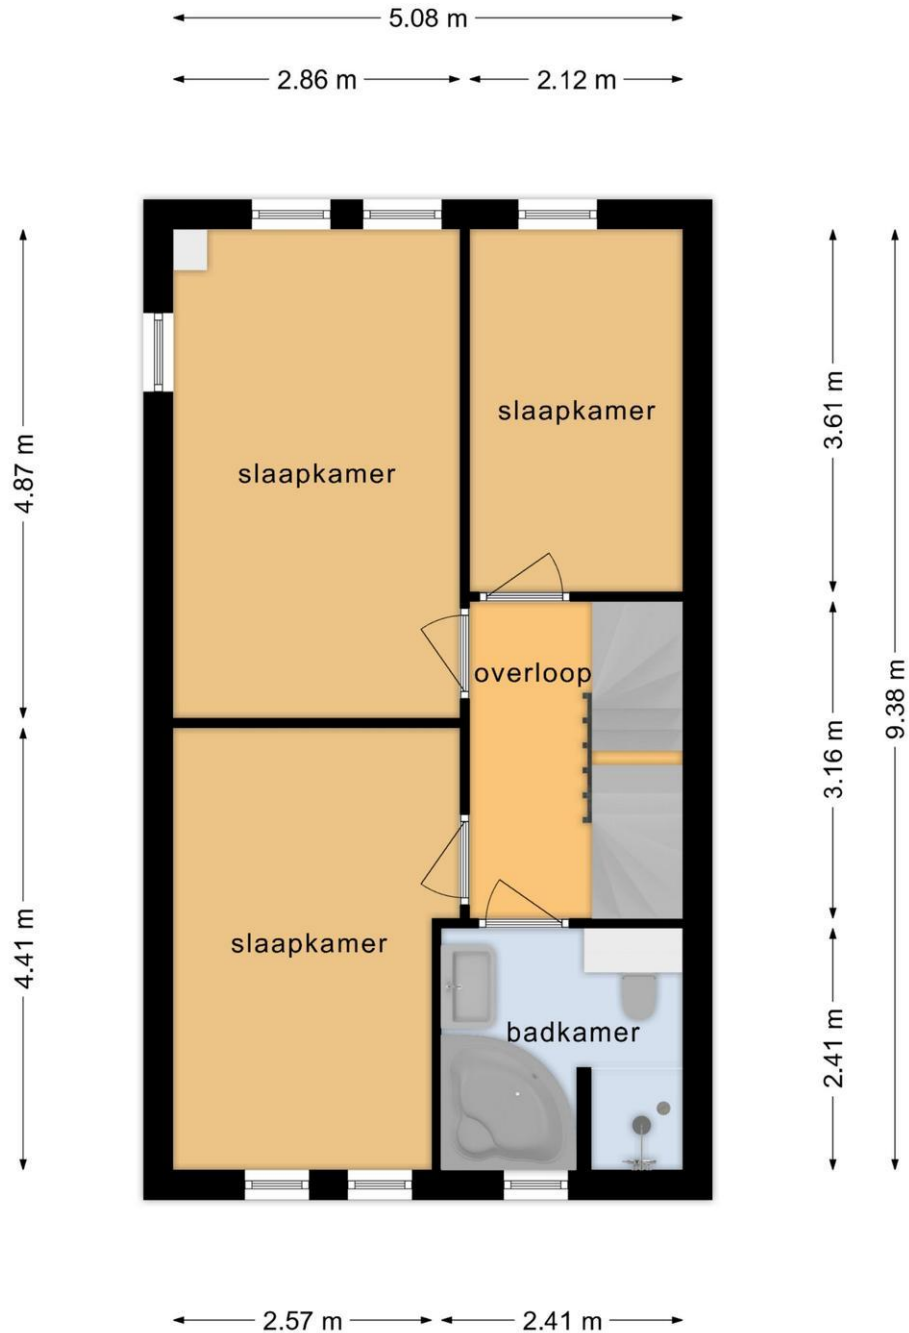 5.08 m
2.86 m
2.12 m
3.61 m
slaapkamer
4.87 m
slaapkamer
overloop
9.38 m
3.16 m
4.41 m
slaapkamer
badkamer
2.41 m
2.57 m
2.41 m